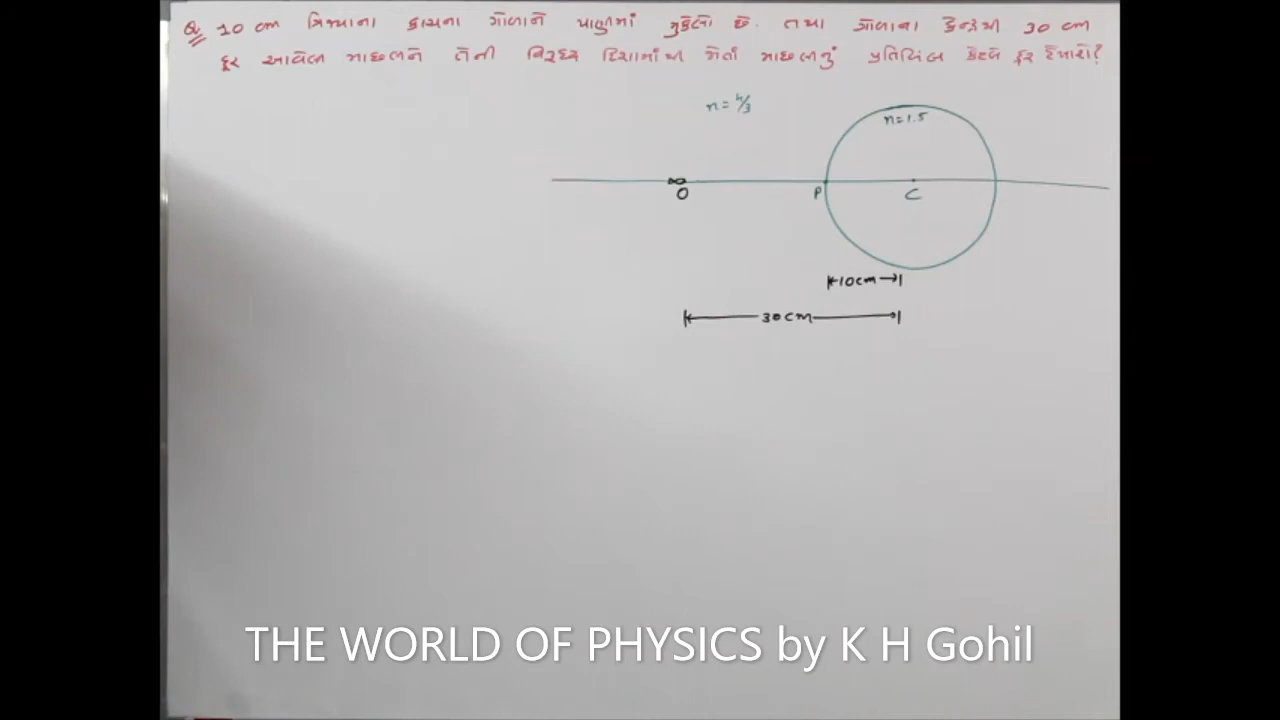 Q 10 cm ત્રિજ્યાના કાચના ગોળાને પાણીમાં મુકેલો છે. તથા ગોળાના કેન્દ્રથી 30 cm
દૂર આવેલ માછલીને તેની વિરૂધ્ધ દિશામાંથી જોતાં માછલીનું પ્રતિબિંબ કેટલે દૂર દેખાશે?
n = 4/3
n=1.5
O P C
10cm
30cm
THE WORLD OF PHYSICS by K H Gohil